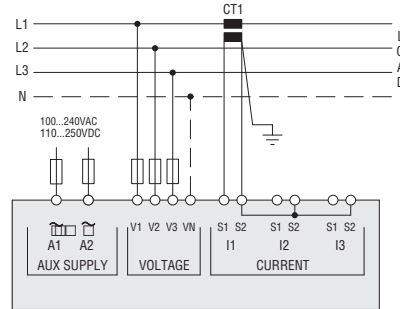 CT1
L1
L2
L3
N
L
O
A
D
100...240VAC
110...250VDC
V1 V2 V3 VN
S1 S2 S1 S2 S1 S2
A1 A2
I1 I2 I3
AUX SUPPLY VOLTAGE CURRENT